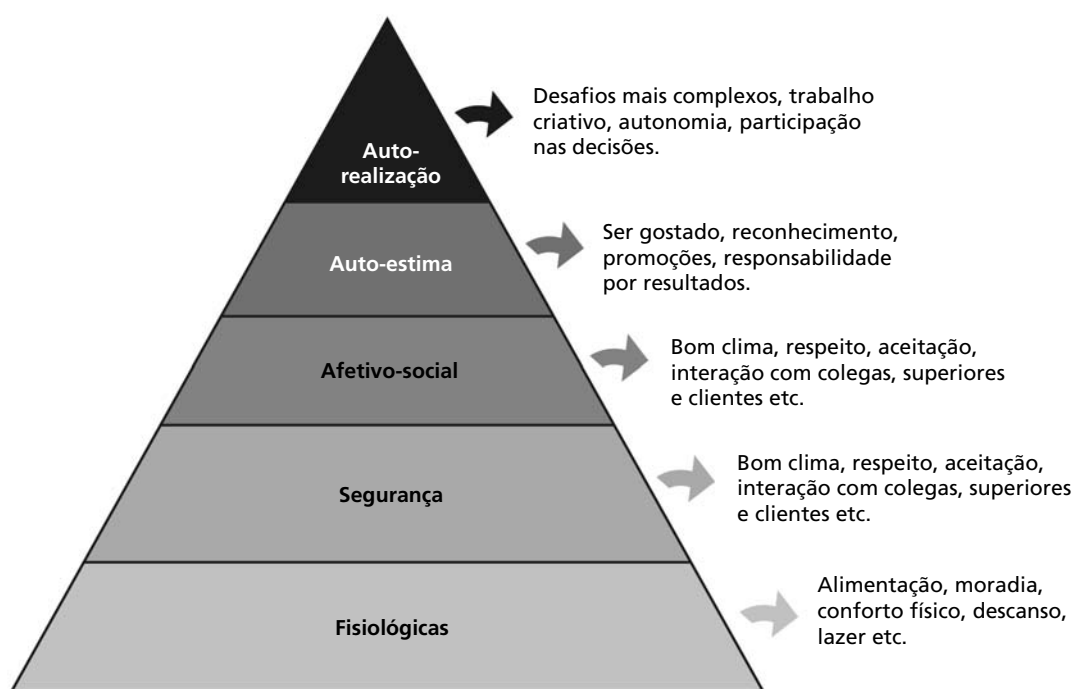 Desafios mais complexos, trabalho
criativo, autonomia, participação
nas decisões.
Auto-
realização
Ser gostado, reconhecimento,
promoções, responsabilidade
por resultados.
Auto-estima
Bom clima, respeito, aceitação,
interação com colegas, superiores
e clientes etc.
Afetivo-social
Bom clima, respeito, aceitação,
interação com colegas, superiores
e clientes etc.
Segurança
Alimentação, moradia,
conforto físico, descanso,
lazer etc.
Fisiológicas